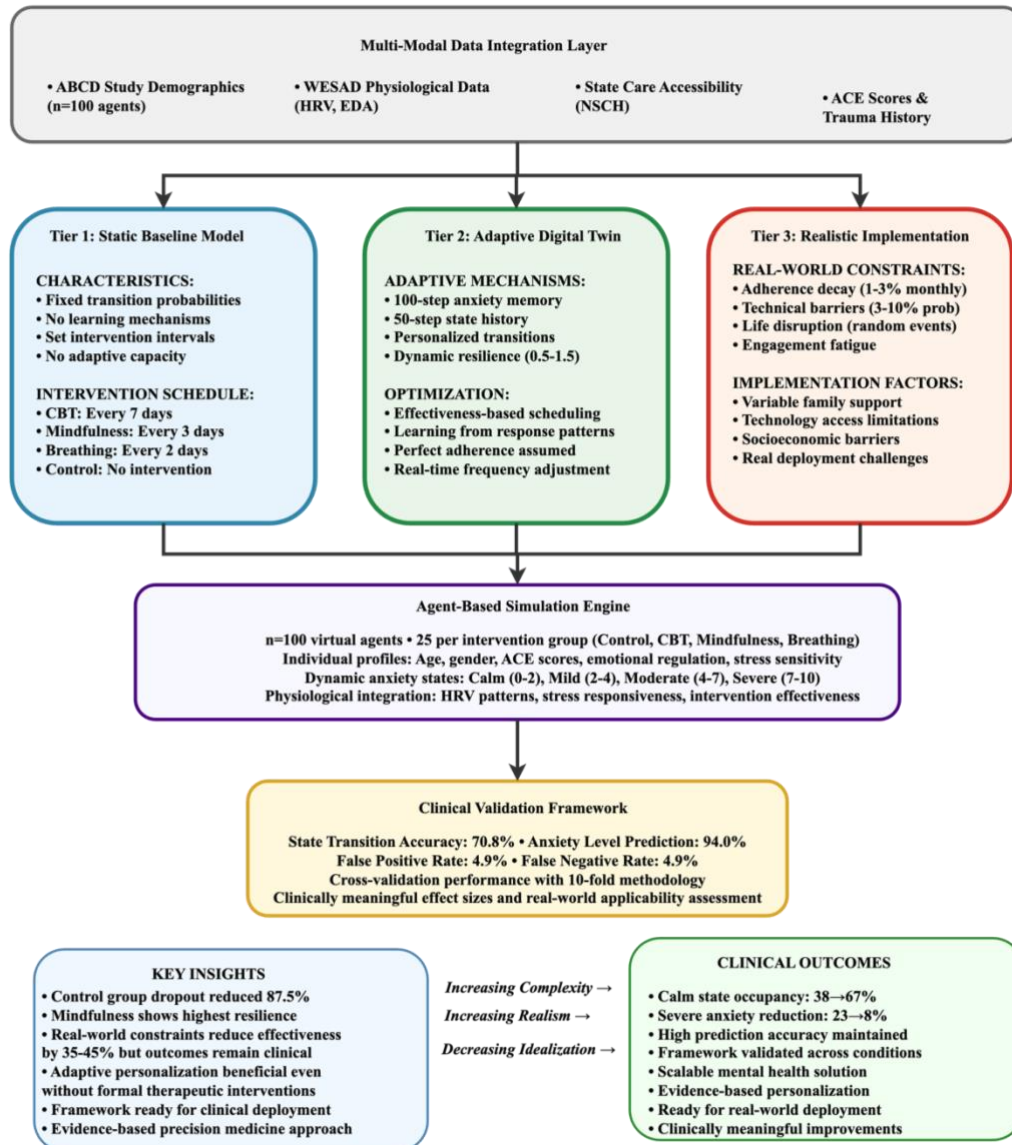 Multi-Modal Data Integration Layer
• ABCD Study Demographics
(n=100 agents)
• WESAD Physiological Data
(HRV, EDA)
• State Care Accessibility
(NSCH)
• ACE Scores &
Trauma History
Tier 1: Static Baseline Model
CHARACTERISTICS:
• Fixed transition probabilities
• No learning mechanisms
• Set intervention intervals
• No adaptive capacity
INTERVENTION SCHEDULE:
• CBT: Every 7 days
• Mindfulness: Every 3 days
• Breathing: Every 2 days
• Control: No intervention
Tier 2: Adaptive Digital Twin
ADAPTIVE MECHANISMS:
• 100-step anxiety memory
• 50-step state history
• Personalized transitions
• Dynamic resilience (0.5-1.5)
OPTIMIZATION:
• Effectiveness-based scheduling
• Learning from response patterns
• Perfect adherence assumed
• Real-time frequency adjustment
Tier 3: Realistic Implementation
REAL-WORLD CONSTRAINTS:
• Adherence decay (1-3% monthly)
• Technical barriers (3-10% prob)
• Life disruption (random events)
• Engagement fatigue
IMPLEMENTATION FACTORS:
• Variable family support
• Technology access limitations
• Socioeconomic barriers
• Real deployment challenges
Agent-Based Simulation Engine
n=100 virtual agents • 25 per intervention group (Control, CBT, Mindfulness, Breathing)
Individual profiles: Age, gender, ACE scores, emotional regulation, stress sensitivity
Dynamic anxiety states: Calm (0-2), Mild (2-4), Moderate (4-7), Severe (7-10)
Physiological integration: HRV patterns, stress responsiveness, intervention effectiveness
Clinical Validation Framework
State Transition Accuracy: 70.8% • Anxiety Level Prediction: 94.0%
False Positive Rate: 4.9% • False Negative Rate: 4.9%
Cross-validation performance with 10-fold methodology
Clinically meaningful effect sizes and real-world applicability assessment
KEY INSIGHTS
• Control group dropout reduced 87.5%
• Mindfulness shows highest resilience
• Real-world constraints reduce effectiveness
by 35-45% but outcomes remain clinical
• Adaptive personalization beneficial even
without formal therapeutic interventions
• Framework ready for clinical deployment
• Evidence-based precision medicine approach
Increasing Complexity →
Increasing Realism →
Decreasing Idealization →
CLINICAL OUTCOMES
• Calm state occupancy: 38→67%
• Severe anxiety reduction: 23→8%
• High prediction accuracy maintained
• Framework validated across conditions
• Scalable mental health solution
• Evidence-based personalization
• Ready for real-world deployment
• Clinically meaningful improvements